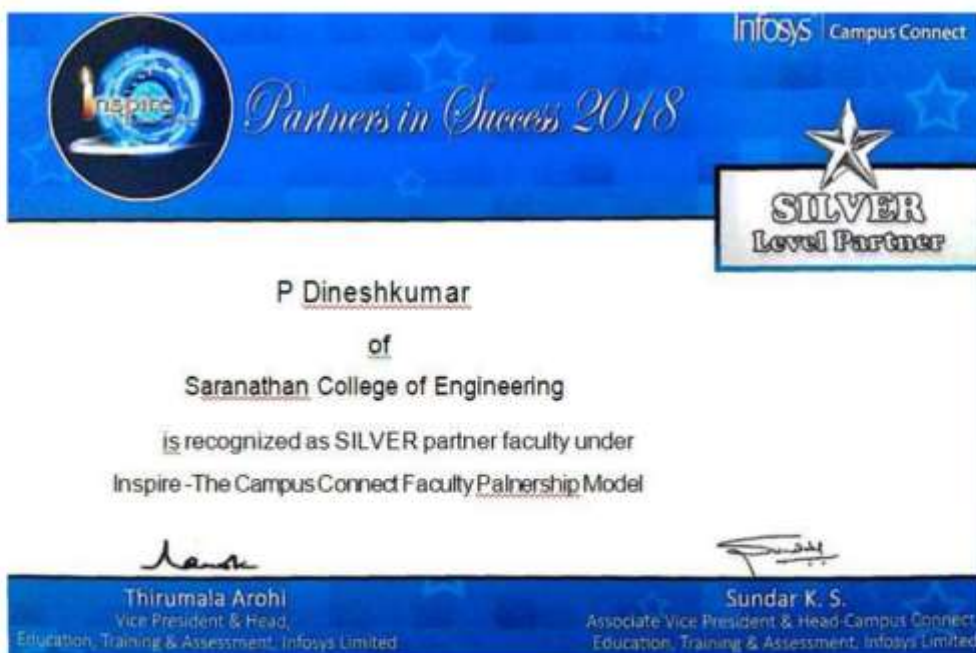 Infosys | Campus Connect
Inspire
Partners in Success 2018
SILVER
Level Partner
P Dineshkumar
of
Saranathan College of Engineering
is recognized as SILVER partner faculty under
Inspire -The Campus Connect Faculty Palnership Model
Thirumala Arohi
Vice President & Head,
Education, Training & Assessment, Infosys Limited
Sundar K. S.
Associate Vice President & Head-Campus Connect
Education, Training & Assessment, Infosys Limited